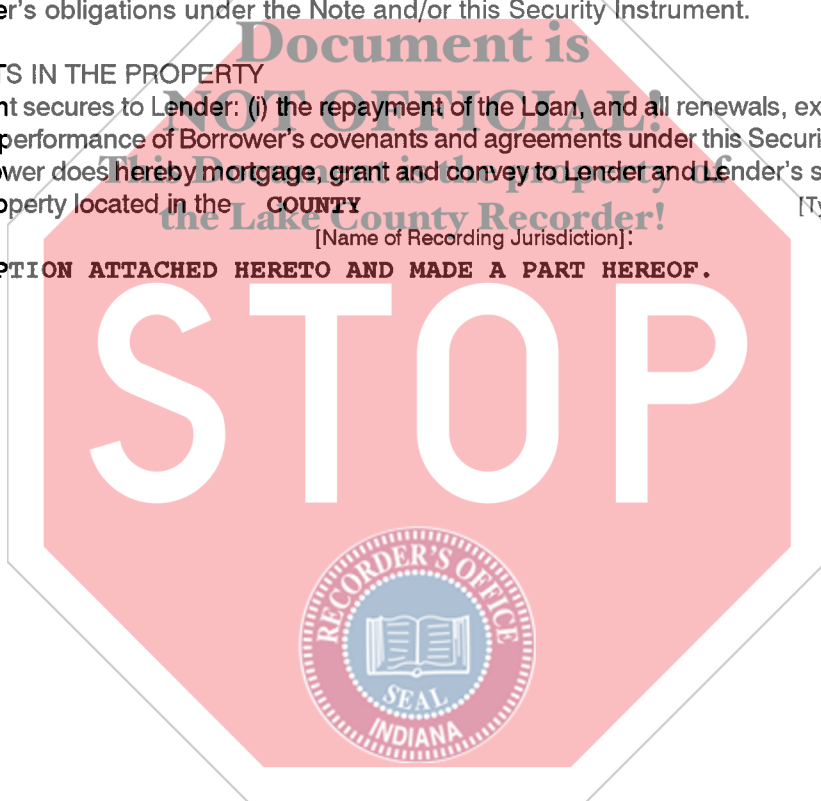 er's obligations under the Note and/or this Security Instrument.
Document is
TS IN THE PROPERTY
nt secures to Lender: (i) the repayment of the Loan, and all renewals, ex
NOT OFFICIAL!
performance of Borrower's covenants and agreements under this Securi
This Document is the property of
wer does hereby mortgage, grant and convey to Lender and Lender's s
operty located in the COUNTY [Ty
the Lake County Recorder!
[Name of Recording Jurisdiction]:
PTION ATTACHED HERETO AND MADE A PART HEREOF.
STOP
RECORDER'S OFFICE
SEAL
INDIANA